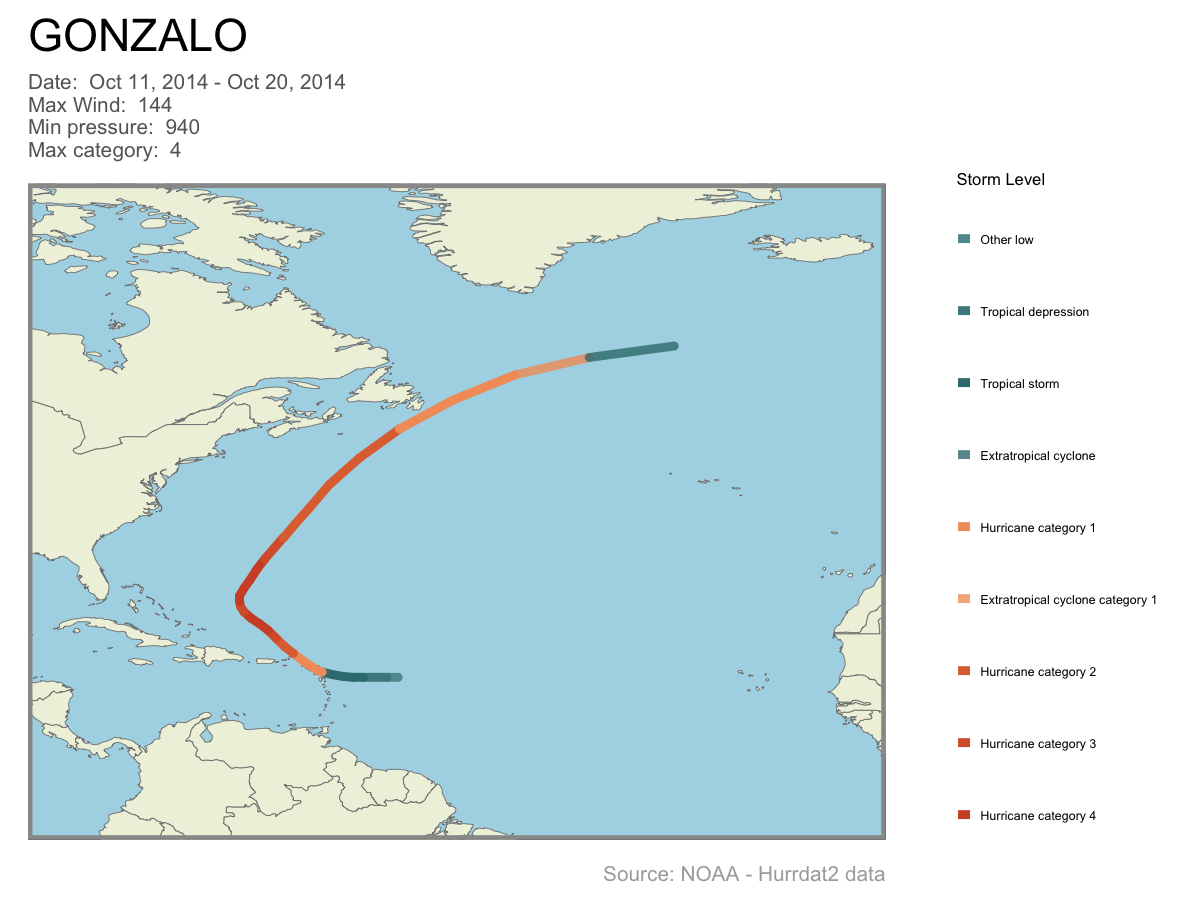 GONZALO
Date:  Oct 11, 2014 - Oct 20, 2014
Max Wind:  144
Min pressure:  940
Max category:  4
Storm Level
Other low
Tropical depression
Tropical storm
Extratropical cyclone
Hurricane category 1
Extratropical cyclone category 1
Hurricane category 2
Hurricane category 3
Hurricane category 4
Source: NOAA - Hurrdat2 data